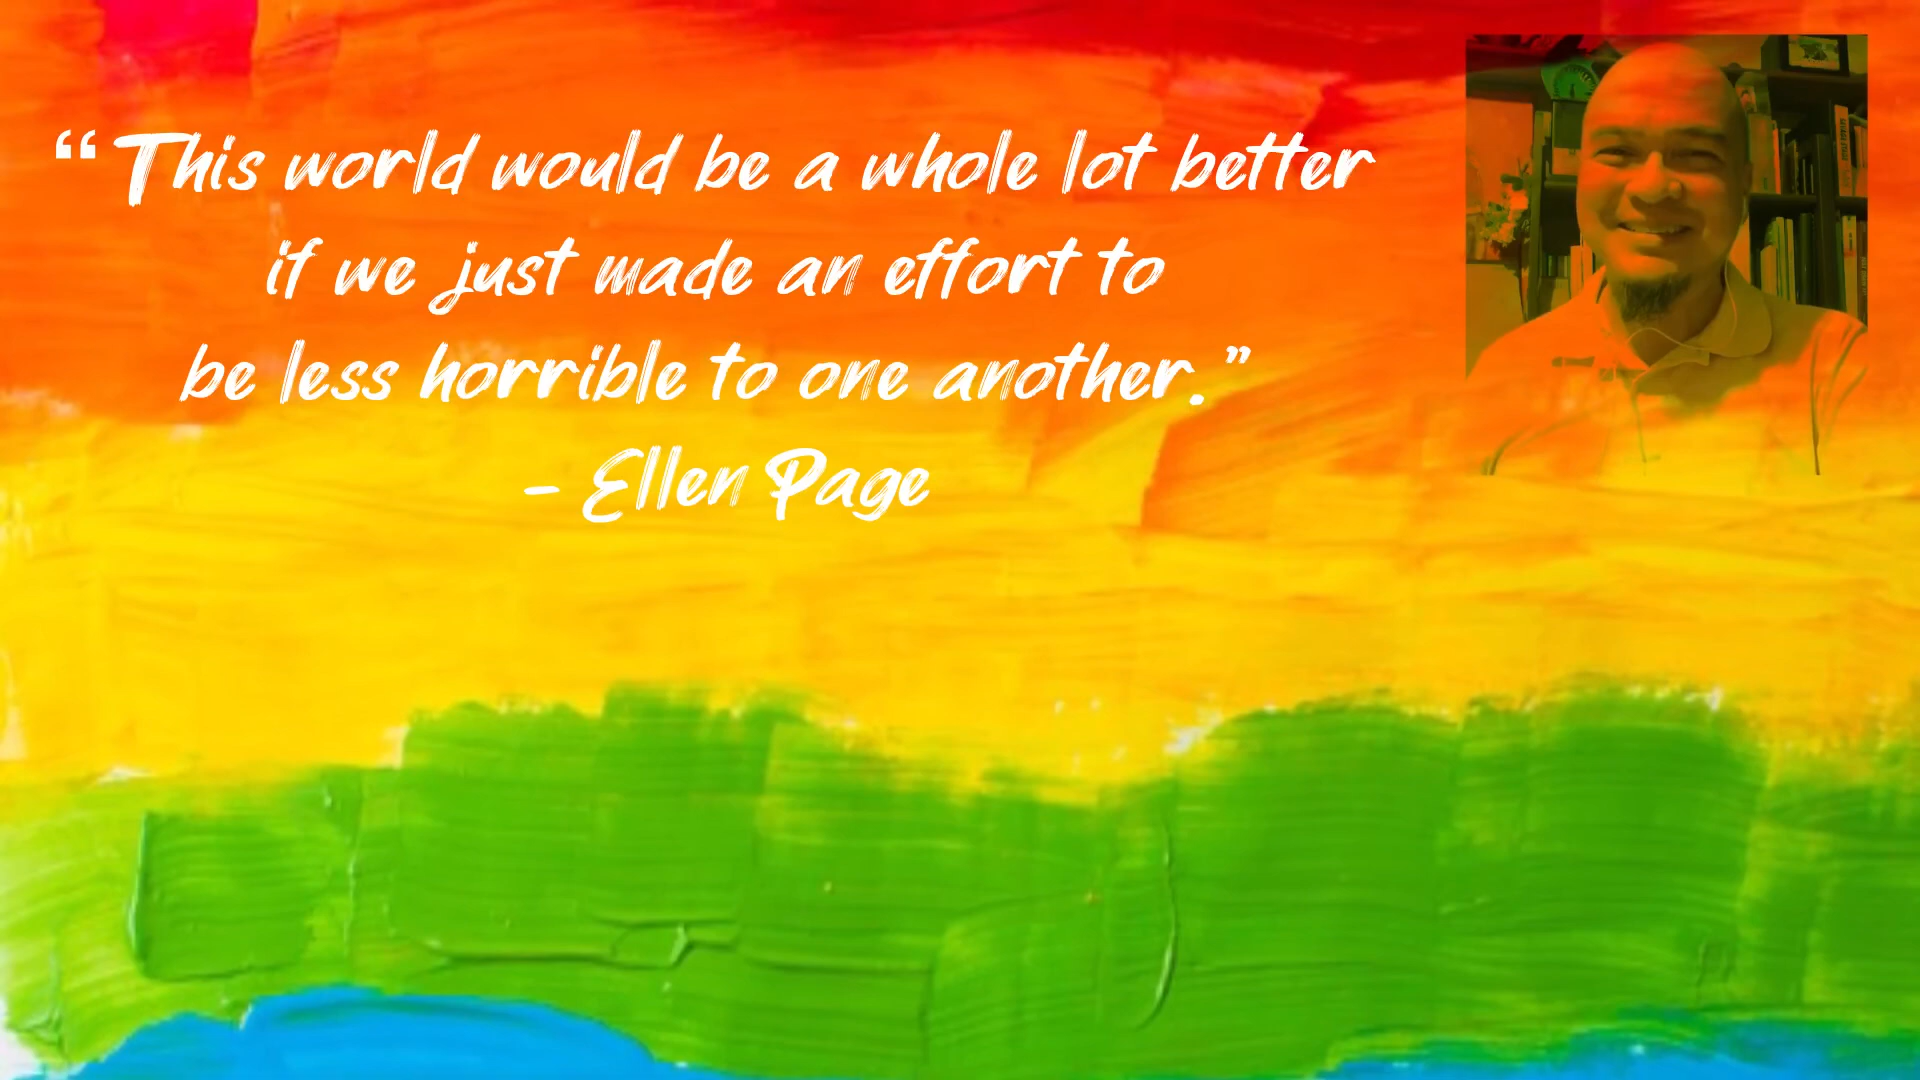 “This world would be a whole lot better
if we just made an effort to
be less horrible to one another.”
- Ellen Page